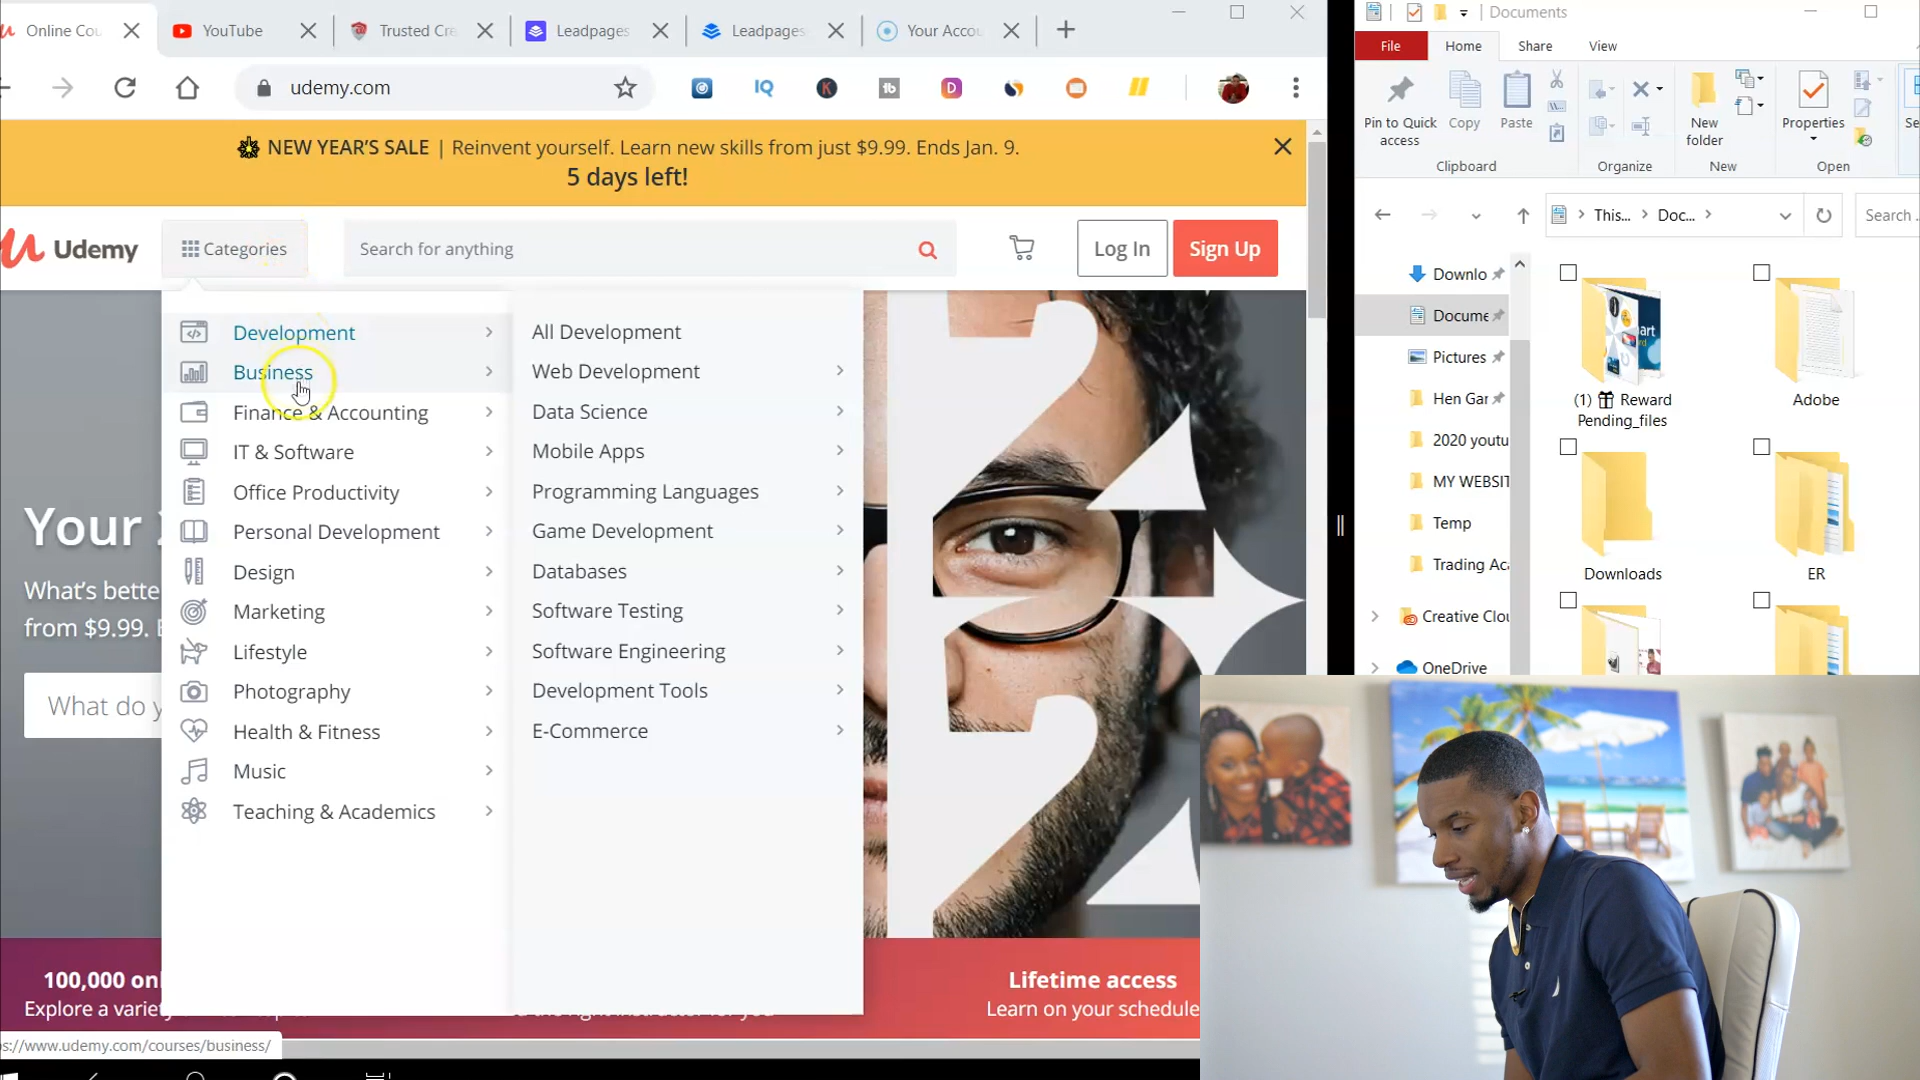 Online Cou
YouTube
Trusted Cre
Leadpages
Leadpages
Your Accou
udemy.com
NEW YEAR'S SALE | Reinvent yourself. Learn new skills from just $9.99. Ends Jan. 9.
5 days left!
Udemy
Categories
Search for anything
Log In
Sign Up
Development
Business
Finance & Accounting
IT & Software
Office Productivity
Personal Development
Design
Marketing
Lifestyle
Photography
Health & Fitness
Music
Teaching & Academics
All Development
Web Development
Data Science
Mobile Apps
Programming Languages
Game Development
Databases
Software Testing
Software Engineering
Development Tools
E-Commerce
Your
What's bette
from $9.99.
What do y
100,000 onl
Explore a variety
Lifetime access
Learn on your schedule
s://www.udemy.com/courses/business/
Documents
File
Home
Share
View
Pin to Quick
access
Copy
Paste
New
folder
Properties
Se
Clipboard
Organize
New
Open
This...
Doc...
Search
Downlo
Docume
Pictures
Hen Gar
2020 youtu
MY WEBSIT
Temp
Trading Aca
Creative Clou
OneDrive
(1) 🎁 Reward
Pending_files
Adobe
Downloads
ER